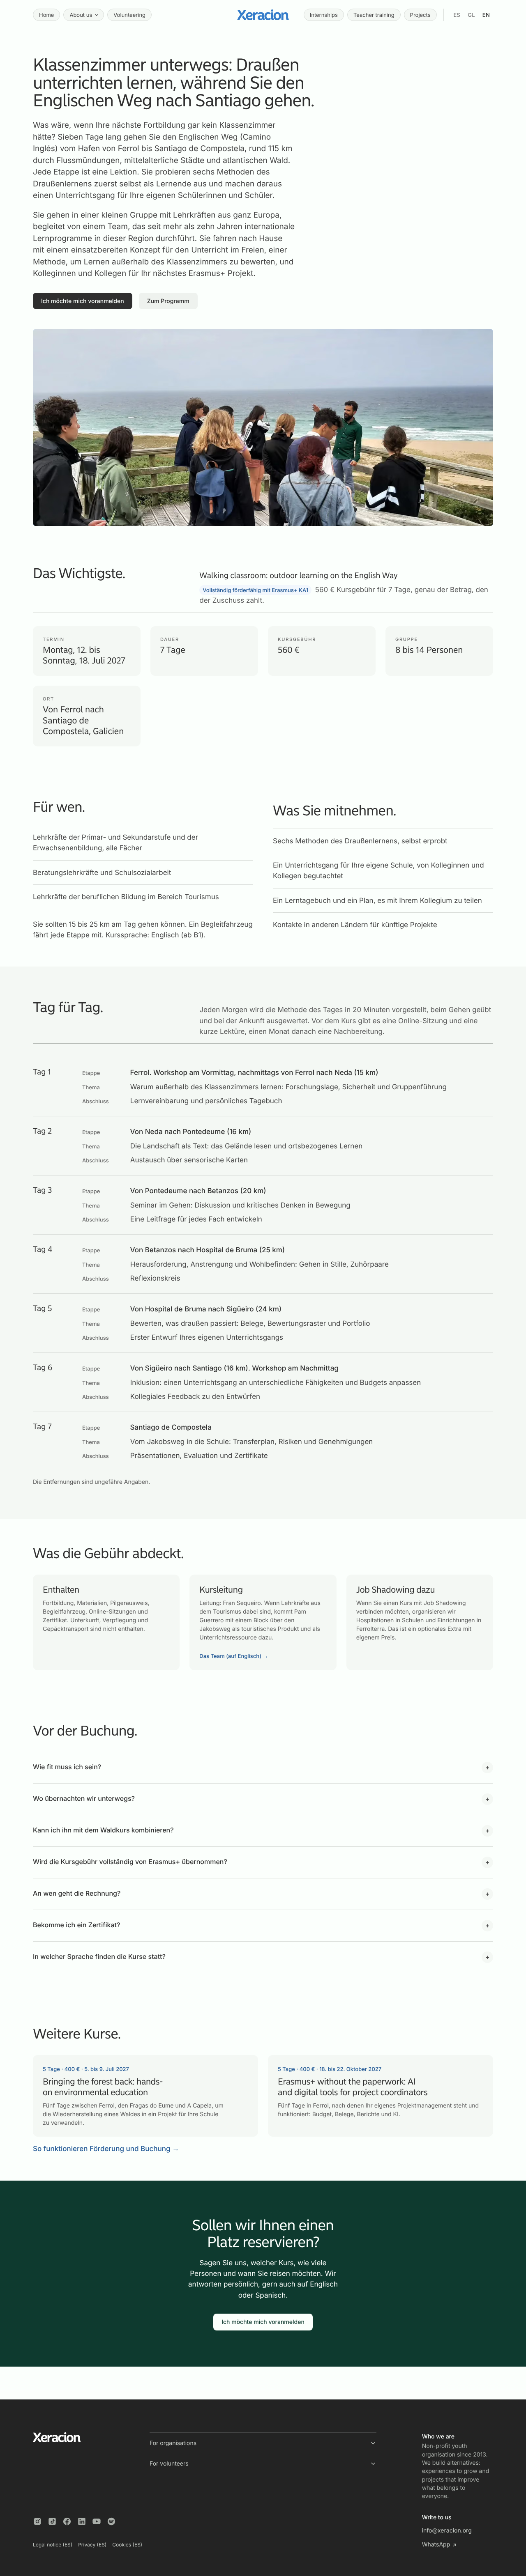 Home
About us
Volunteering
Xeracion
Internships
Teacher training
Projects
ES
GL
EN
Klassenzimmer unterwegs: Draußen
unterrichten lernen, während Sie den
Englischen Weg nach Santiago gehen.
Was wäre, wenn Ihre nächste Fortbildung gar kein Klassenzimmer
hätte? Sieben Tage lang gehen Sie den Englischen Weg (Camino
Inglés) vom Hafen von Ferrol bis Santiago de Compostela, rund 115 km
durch Flussmündungen, mittelalterliche Städte und atlantischen Wald.
Jede Etappe ist eine Lektion. Sie probieren sechs Methoden des
Draußenlernens zuerst selbst als Lernende aus und machen daraus
einen Unterrichtsgang für Ihre eigenen Schülerinnen und Schüler.
Sie gehen in einer kleinen Gruppe mit Lehrkräften aus ganz Europa,
begleitet von einem Team, das seit mehr als zehn Jahren internationale
Lernprogramme in dieser Region durchführt. Sie fahren nach Hause
mit einem einsatzbereiten Konzept für den Unterricht im Freien, einer
Methode, um Lernen außerhalb des Klassenzimmers zu bewerten, und
Kolleginnen und Kollegen für Ihr nächstes Erasmus+ Projekt.
Ich möchte mich voranmelden
Zum Programm
Das Wichtigste.
Walking classroom: outdoor learning on the English Way
Vollständig förderfähig mit Erasmus+ KA1 560 € Kursgebühr für 7 Tage, genau der Betrag, den
der Zuschuss zahlt.
TERMIN
Montag, 12. bis
Sonntag, 18. Juli 2027
DAUER
7 Tage
KURSGEBÜHR
560 €
GRUPPE
8 bis 14 Personen
ORT
Von Ferrol nach
Santiago de
Compostela, Galicien
Für wen.
Lehrkräfte der Primar- und Sekundarstufe und der
Erwachsenenbildung, alle Fächer
Beratungslehrkräfte und Schulsozialarbeit
Lehrkräfte der beruflichen Bildung im Bereich Tourismus
Sie sollten 15 bis 25 km am Tag gehen können. Ein Begleitfahrzeug
fährt jede Etappe mit. Kurssprache: Englisch (ab B1).
Was Sie mitnehmen.
Sechs Methoden des Draußenlernens, selbst erprobt
Ein Unterrichtsgang für Ihre eigene Schule, von Kolleginnen und
Kollegen begutachtet
Ein Lerntagebuch und ein Plan, es mit Ihrem Kollegium zu teilen
Kontakte in anderen Ländern für künftige Projekte
Tag für Tag.
Jeden Morgen wird die Methode des Tages in 20 Minuten vorgestellt, beim Gehen geübt
und bei der Ankunft ausgewertet. Vor dem Kurs gibt es eine Online-Sitzung und eine
kurze Lektüre, einen Monat danach eine Nachbereitung.
Tag 1
Etappe Ferrol. Workshop am Vormittag, nachmittags von Ferrol nach Neda (15 km)
Thema Warum außerhalb des Klassenzimmers lernen: Forschungslage, Sicherheit und Gruppenführung
Abschluss Lernvereinbarung und persönliches Tagebuch
Tag 2
Etappe Von Neda nach Pontedeume (16 km)
Thema Die Landschaft als Text: das Gelände lesen und ortsbezogenes Lernen
Abschluss Austausch über sensorische Karten
Tag 3
Etappe Von Pontedeume nach Betanzos (20 km)
Thema Seminar im Gehen: Diskussion und kritisches Denken in Bewegung
Abschluss Eine Leitfrage für jedes Fach entwickeln
Tag 4
Etappe Von Betanzos nach Hospital de Bruma (25 km)
Thema Herausforderung, Anstrengung und Wohlbefinden: Gehen in Stille, Zuhörpaare
Abschluss Reflexionskreis
Tag 5
Etappe Von Hospital de Bruma nach Sigüeiro (24 km)
Thema Bewerten, was draußen passiert: Belege, Bewertungsraster und Portfolio
Abschluss Erster Entwurf Ihres eigenen Unterrichtsgangs
Tag 6
Etappe Von Sigüeiro nach Santiago (16 km). Workshop am Nachmittag
Thema Inklusion: einen Unterrichtsgang an unterschiedliche Fähigkeiten und Budgets anpassen
Abschluss Kollegiales Feedback zu den Entwürfen
Tag 7
Etappe Santiago de Compostela
Thema Vom Jakobsweg in die Schule: Transferplan, Risiken und Genehmigungen
Abschluss Präsentationen, Evaluation und Zertifikate
Die Entfernungen sind ungefähre Angaben.
Was die Gebühr abdeckt.
Enthalten
Fortbildung, Materialien, Pilgerausweis,
Begleitfahrzeug, Online-Sitzungen und
Zertifikat. Unterkunft, Verpflegung und
Gepäcktransport sind nicht enthalten.
Kursleitung
Leitung: Fran Sequeiro. Wenn Lehrkräfte aus
dem Tourismus dabei sind, kommt Pam
Guerrero mit einem Block über den
Jakobsweg als touristisches Produkt und als
Unterrichtsressource dazu.
Das Team (auf Englisch) →
Job Shadowing dazu
Wenn Sie einen Kurs mit Job Shadowing
verbinden möchten, organisieren wir
Hospitationen in Schulen und Einrichtungen in
Ferrolterra. Das ist ein optionales Extra mit
eigenem Preis.
Vor der Buchung.
Wie fit muss ich sein?
Wo übernachten wir unterwegs?
Kann ich ihn mit dem Waldkurs kombinieren?
Wird die Kursgebühr vollständig von Erasmus+ übernommen?
An wen geht die Rechnung?
Bekomme ich ein Zertifikat?
In welcher Sprache finden die Kurse statt?
Weitere Kurse.
5 Tage · 400 € · 5. bis 9. Juli 2027
Bringing the forest back: hands-
on environmental education
Fünf Tage zwischen Ferrol, den Fragas do Eume und A Capela, um
die Wiederherstellung eines Waldes in ein Projekt für Ihre Schule
zu verwandeln.
5 Tage · 400 € · 18. bis 22. Oktober 2027
Erasmus+ without the paperwork: AI
and digital tools for project coordinators
Fünf Tage in Ferrol, nach denen Ihr eigenes Projektmanagement steht und
funktioniert: Budget, Belege, Berichte und KI.
So funktionieren Förderung und Buchung →
Sollen wir Ihnen einen
Platz reservieren?
Sagen Sie uns, welcher Kurs, wie viele
Personen und wann Sie reisen möchten. Wir
antworten persönlich, gern auch auf Englisch
oder Spanisch.
Ich möchte mich voranmelden
Xeracion
For organisations
For volunteers
Who we are
Non-profit youth
organisation since 2013.
We build alternatives:
experiences to grow and
projects that improve
what belongs to
everyone.
Write to us
info@xeracion.org
WhatsApp ↗
Legal notice (ES)
Privacy (ES)
Cookies (ES)